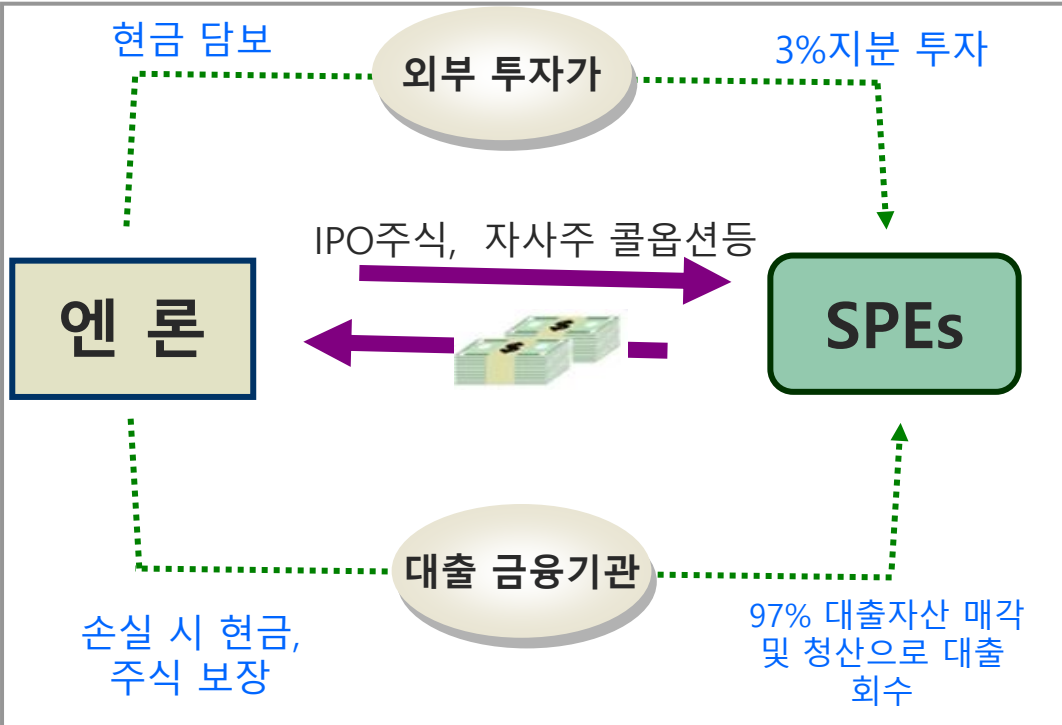 현금 담보
외부 투자가
3%지분 투자
IPO주식, 자사주 콜옵션등
엔 론
$
$
SPEs
대출 금융기관
손실 시 현금,
주식 보장
97% 대출자산 매각
및 청산으로 대출
회수